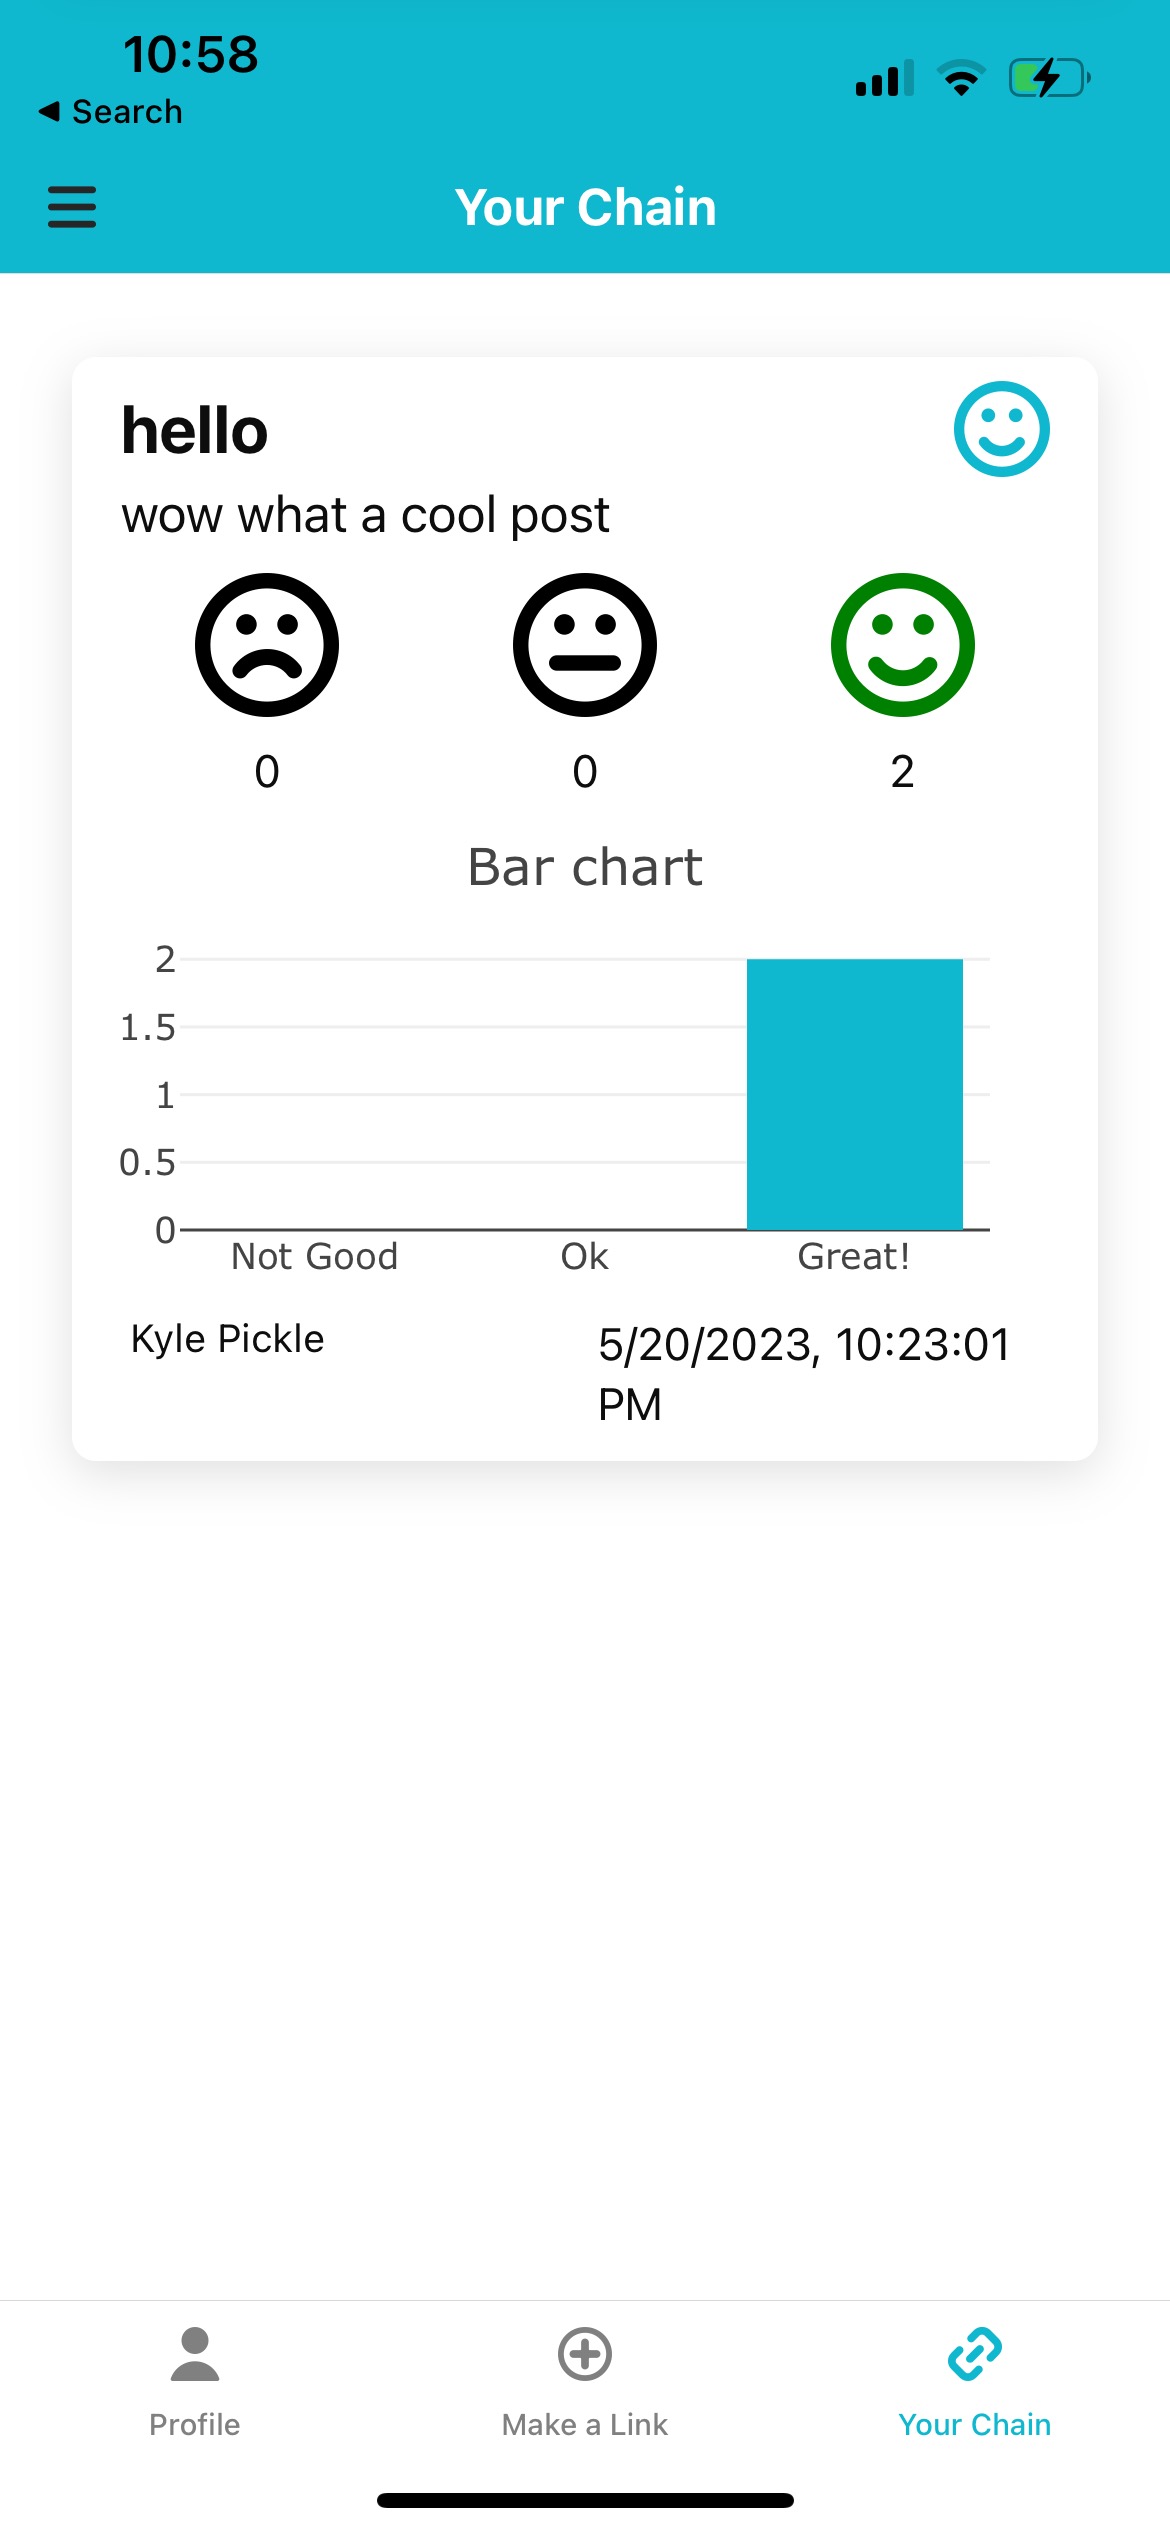 10:58
◀ Search
Your Chain
hello
wow what a cool post
0 0 2
Bar chart
2
1.5
1
0.5
0
Not Good Ok Great!
Kyle Pickle 5/20/2023, 10:23:01
PM
Profile Make a Link Your Chain